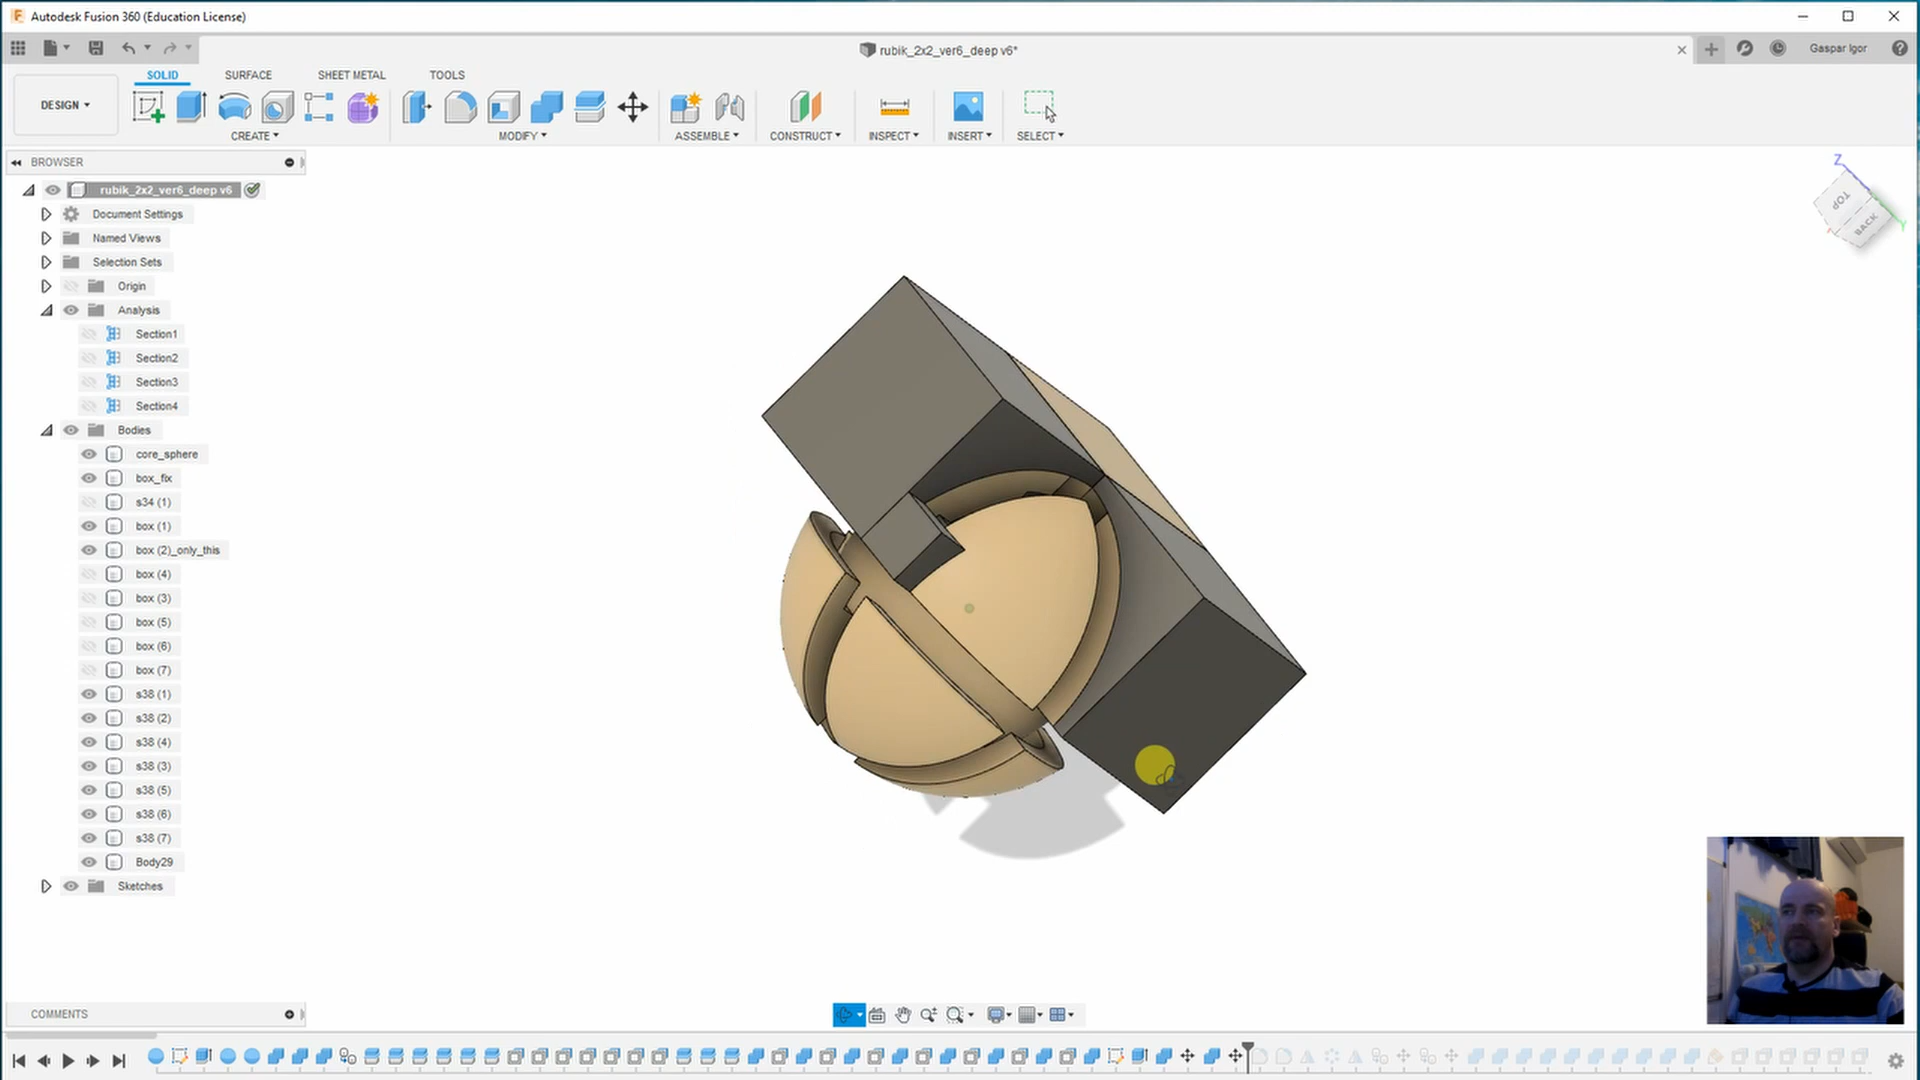 Autodesk Fusion 360 (Education License)
rubik_2x2_ver6_deep v6*
Gaspar Igor
DESIGN
SOLID SURFACE SHEET METAL TOOLS
CREATE MODIFY ASSEMBLE CONSTRUCT INSPECT INSERT SELECT
BROWSER
rubik_2x2_ver6_deep v6
Document Settings
Named Views
Selection Sets
Origin
Analysis
Section1
Section2
Section3
Section4
Bodies
core_sphere
box_fix
s34 (1)
box (1)
box (2)_only_this
box (4)
box (3)
box (5)
box (6)
box (7)
s38 (1)
s38 (2)
s38 (4)
s38 (3)
s38 (5)
s38 (6)
s38 (7)
Body29
Sketches
Z
TOP
BACK
Y
COMMENTS